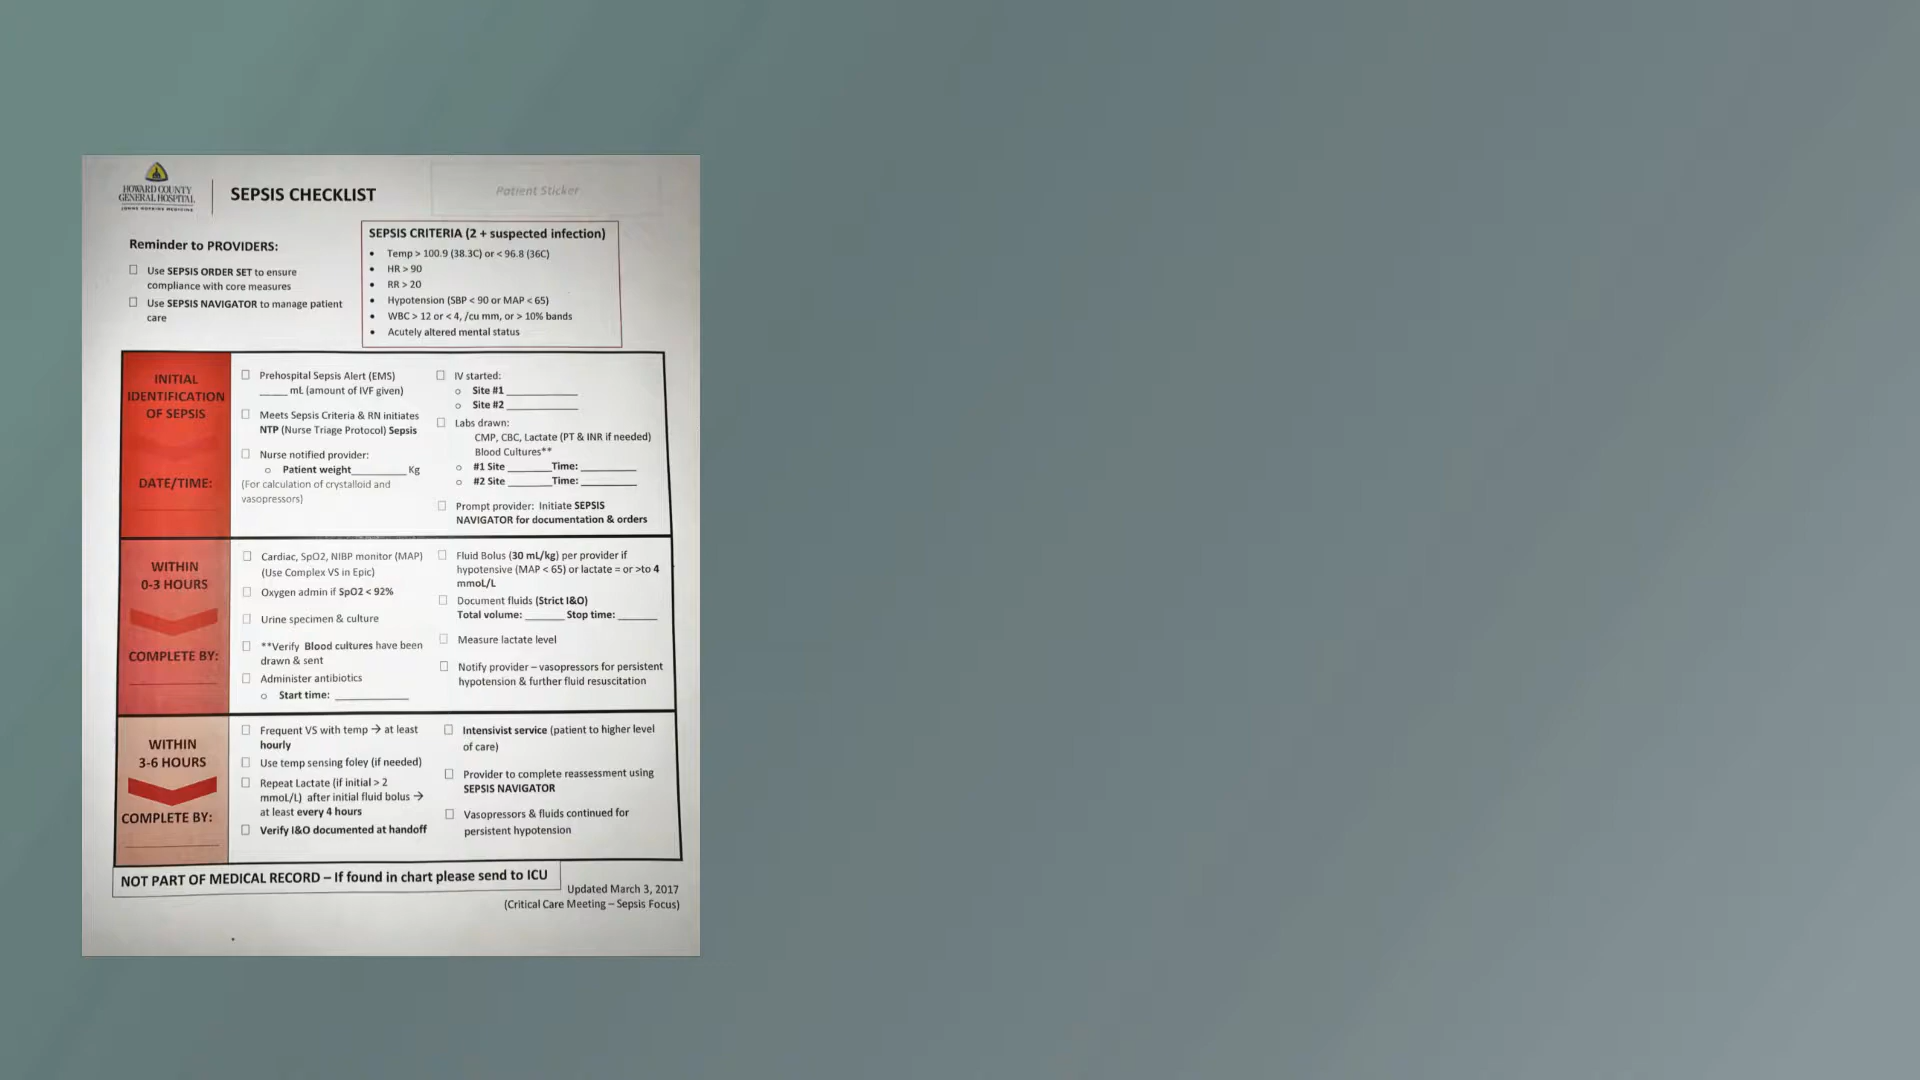 HOWARD COUNTY
GENERAL HOSPITAL
JOHNS HOPKINS MEDICINE
SEPSIS CHECKLIST
Patient Sticker
Reminder to PROVIDERS:
Use SEPSIS ORDER SET to ensure
compliance with core measures
Use SEPSIS NAVIGATOR to manage patient
care
SEPSIS CRITERIA (2 + suspected infection)
• Temp > 100.9 (38.3C) or < 96.8 (36C)
• HR > 90
• RR > 20
• Hypotension (SBP < 90 or MAP < 65)
• WBC > 12 or < 4, /cu mm, or > 10% bands
• Acutely altered mental status
INITIAL
IDENTIFICATION
OF SEPSIS
DATE/TIME:
Prehospital Sepsis Alert (EMS)
_____ mL (amount of IVF given)
Meets Sepsis Criteria & RN initiates
NTP (Nurse Triage Protocol) Sepsis
Nurse notified provider:
o Patient weight_________ Kg
(For calculation of crystalloid and
vasopressors)
IV started:
o Site #1 ____________
o Site #2 ____________
Labs drawn:
CMP, CBC, Lactate (PT & INR if needed)
Blood Cultures**
o #1 Site _______Time: _________
o #2 Site _______Time: _________
Prompt provider: Initiate SEPSIS
NAVIGATOR for documentation & orders
WITHIN
0-3 HOURS
COMPLETE BY:
Cardiac, SpO2, NIBP monitor (MAP)
(Use Complex VS in Epic)
Oxygen admin if SpO2 < 92%
Urine specimen & culture
**Verify Blood cultures have been
drawn & sent
Administer antibiotics
o Start time: ____________
Fluid Bolus (30 mL/kg) per provider if
hypotensive (MAP < 65) or lactate = or >to 4
mmoL/L
Document fluids (Strict I&O)
Total volume: ______ Stop time: ______
Measure lactate level
Notify provider – vasopressors for persistent
hypotension & further fluid resuscitation
WITHIN
3-6 HOURS
COMPLETE BY:
Frequent VS with temp → at least
hourly
Use temp sensing foley (if needed)
Repeat Lactate (if initial > 2
mmoL/L) after initial fluid bolus →
at least every 4 hours
Verify I&O documented at handoff
Intensivist service (patient to higher level
of care)
Provider to complete reassessment using
SEPSIS NAVIGATOR
Vasopressors & fluids continued for
persistent hypotension
NOT PART OF MEDICAL RECORD – If found in chart please send to ICU
Updated March 3, 2017
(Critical Care Meeting – Sepsis Focus)